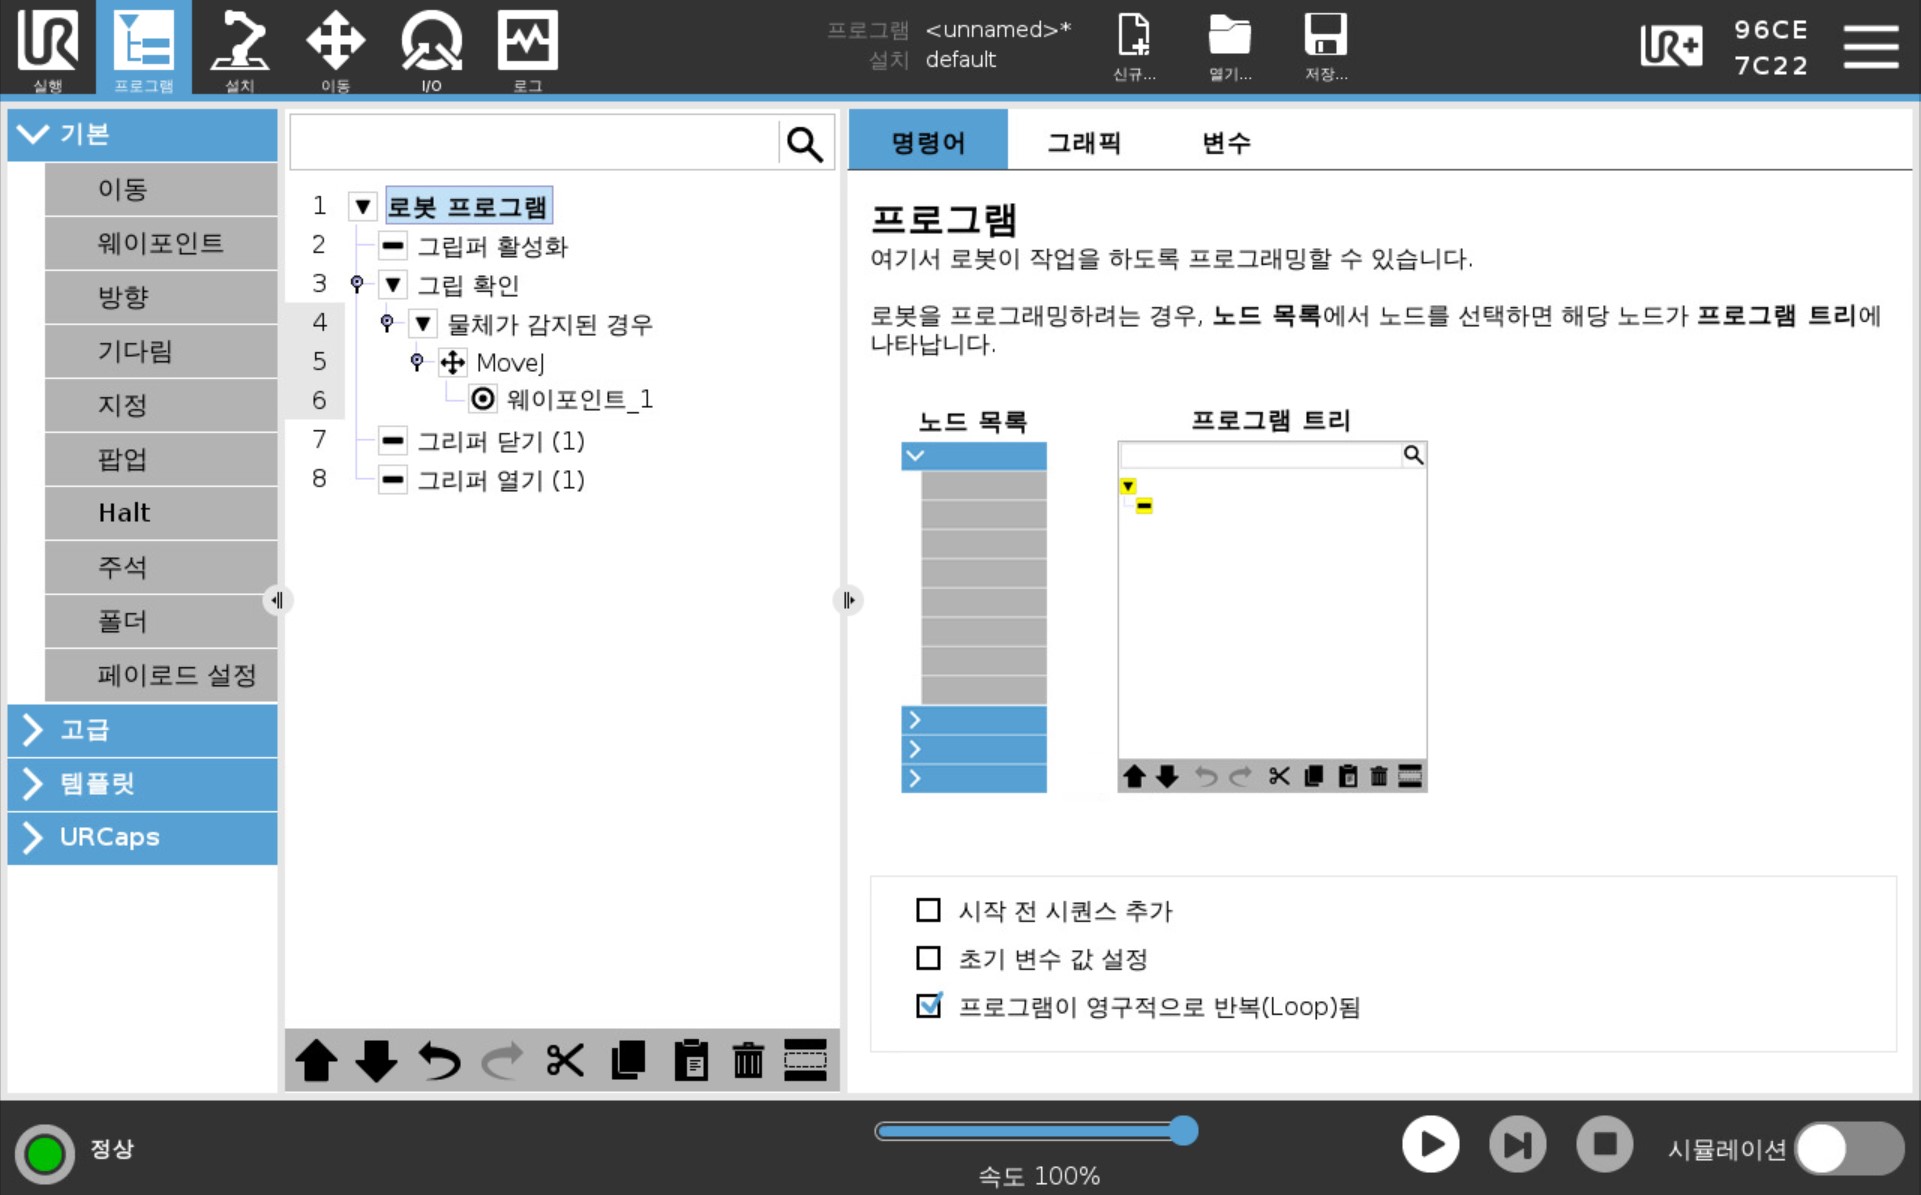 UR
실행
프로그램
설치
이동
I/O
로그
프로그램 <unnamed>*
설치 default
신규...
열기...
저장...
UR+
96CE
7C22
기본
이동
웨이포인트
방향
기다림
지정
팝업
Halt
주석
폴더
페이로드 설정
고급
템플릿
URCaps
1 로봇 프로그램
2 그립퍼 활성화
3 그립 확인
4 물체가 감지된 경우
5 MoveJ
6 웨이포인트_1
7 그리퍼 닫기 (1)
8 그리퍼 열기 (1)
명령어 그래픽 변수
프로그램
여기서 로봇이 작업을 하도록 프로그래밍할 수 있습니다.
로봇을 프로그래밍하려는 경우, 노드 목록에서 노드를 선택하면 해당 노드가 프로그램 트리에
나타납니다.
노드 목록
프로그램 트리
시작 전 시퀀스 추가
초기 변수 값 설정
프로그램이 영구적으로 반복(Loop)됨
정상
속도 100%
시뮬레이션